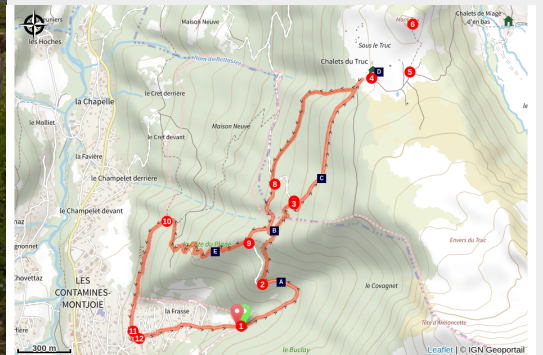 Maison Neuve
les Hoches
Chalets de Miage
d'en bas
Sous le Truc
Chalets du Truc
la Chapelle
le Cret derrière
le Molliet
Maison Neuve
le Cret devant
la Favière
le Champelet derrière
le Champelet devant
Envers du Truc
LES
CONTAMINES-
MONTJOIE
le Covagnet
la Frasse
Tête d'Armancette
le Buclay
6
5
4
D
8
C
3
10
B
9
E
2
A
1
11
12
300 m
Leaflet | © IGN Geoportail